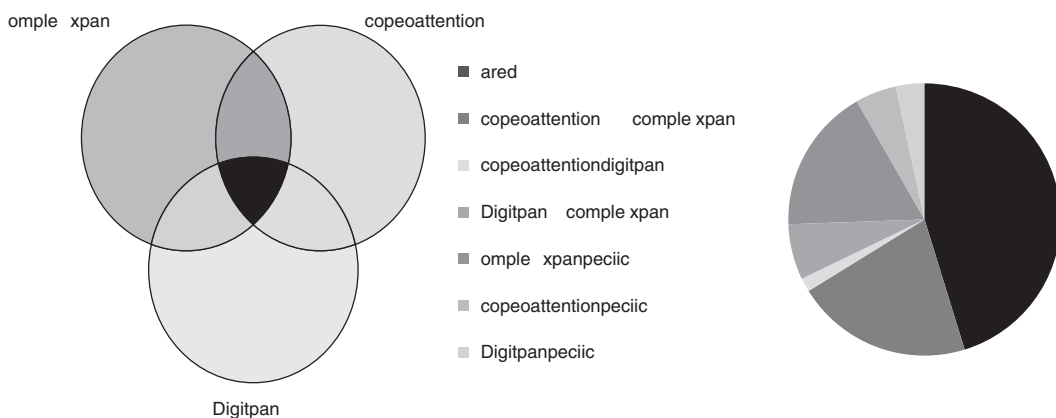 omple xpan
copeoattention
ared
copeoattention comple xpan
copeoattentiondigitpan
Digitpan comple xpan
omple xpanpeciic
copeoattentionpeciic
Digitpanpeciic
Digitpan